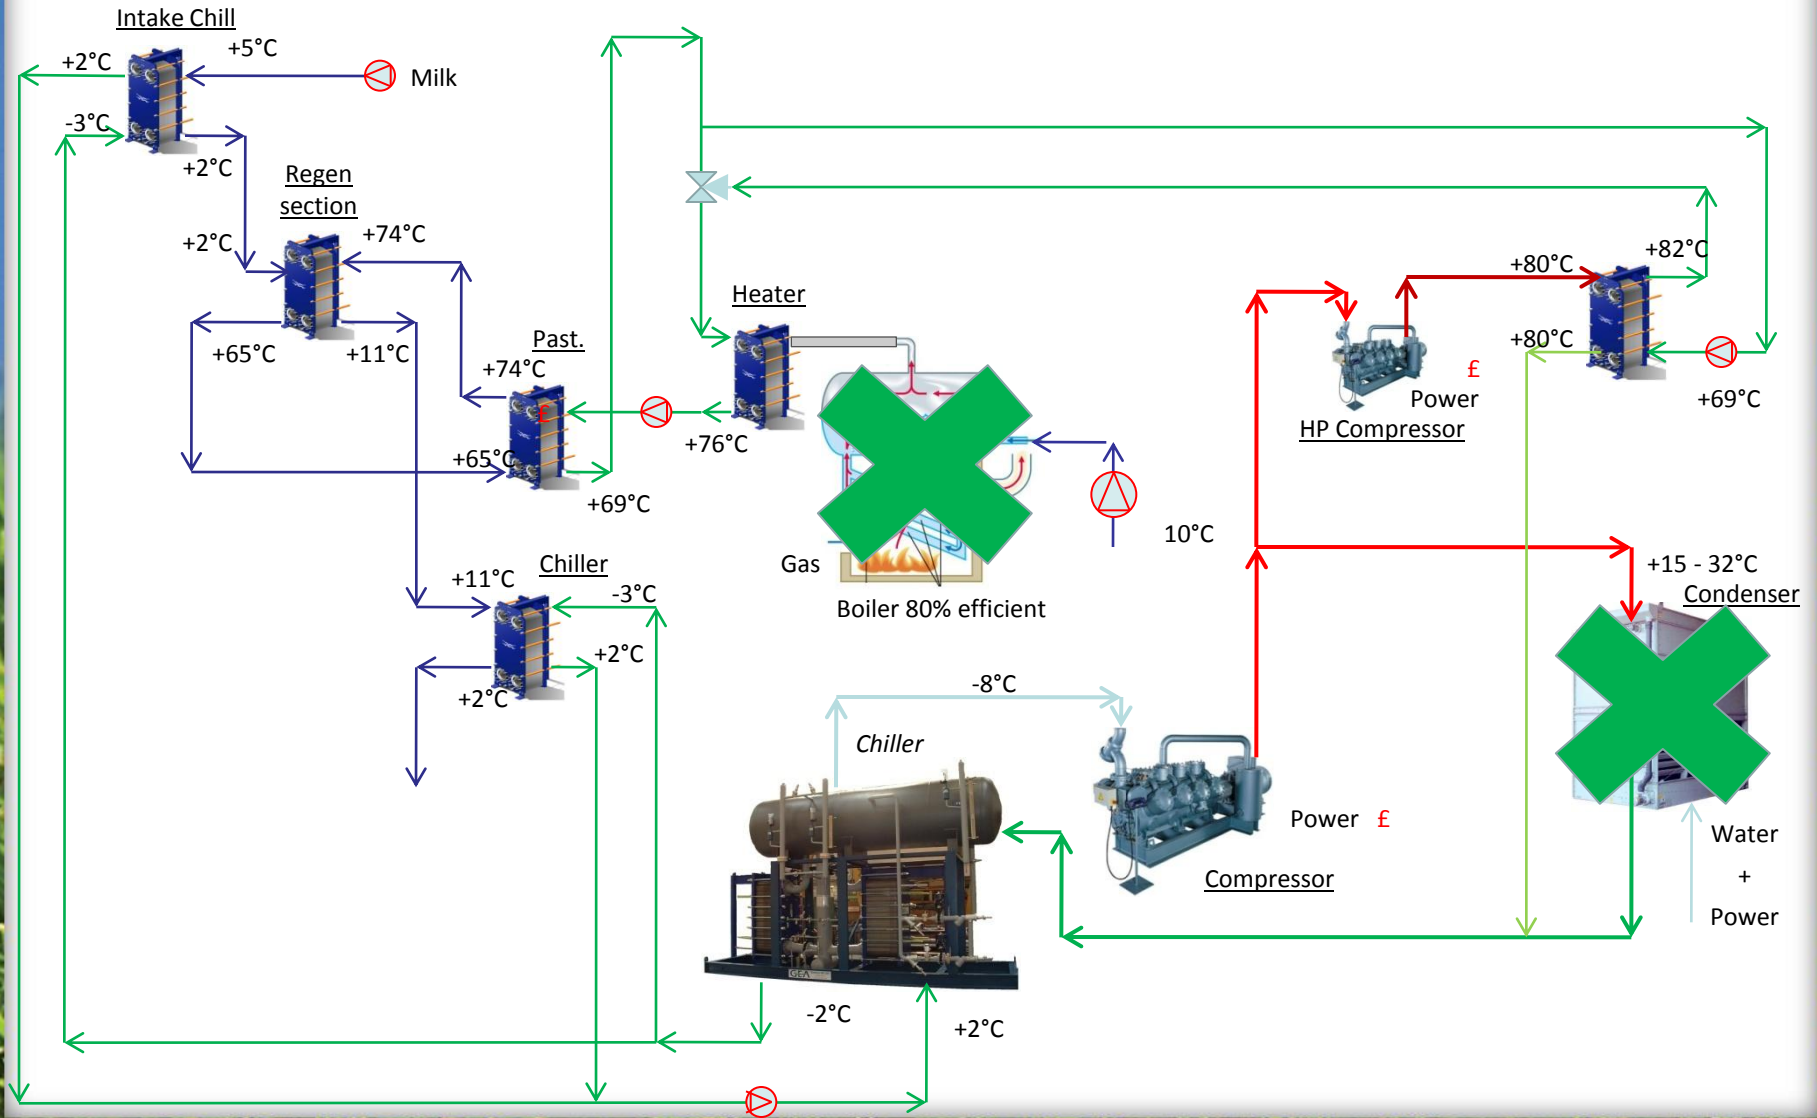 Intake Chill
+2°C
+5°C
Milk
-3°C
+2°C
Regen
section
+2°C
+74°C
+65°C
+11°C
Past.
+74°C
£
+65°C
+69°C
Heater
+76°C
Gas
Boiler 80% efficient
10°C
+80°C
+82°C
+80°C
+69°C
£
Power
HP Compressor
+15 - 32°C
Condenser
Chiller
+11°C
-3°C
+2°C
+2°C
-8°C
Chiller
Power £
Compressor
Water
+
Power
GEA
-2°C
+2°C